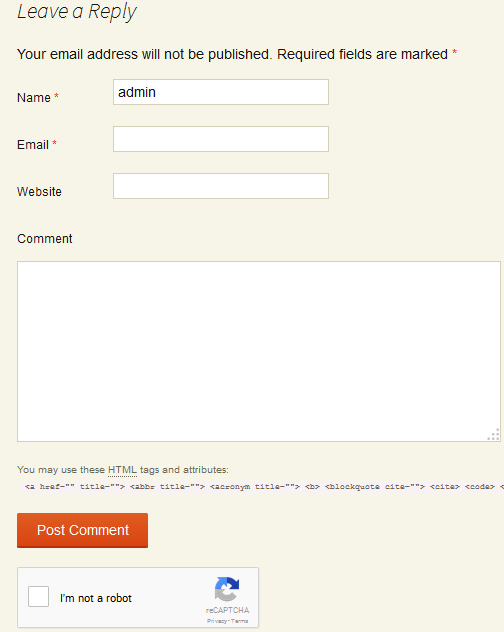 Leave a Reply
Your email address will not be published. Required fields are marked *
Name * admin
Email *
Website
Comment
You may use these HTML tags and attributes:
<a href="" title=""> <abbr title=""> <acronym title=""> <b> <blockquote cite=""> <cite> <code> <
Post Comment
I'm not a robot
reCAPTCHA
Privacy - Terms